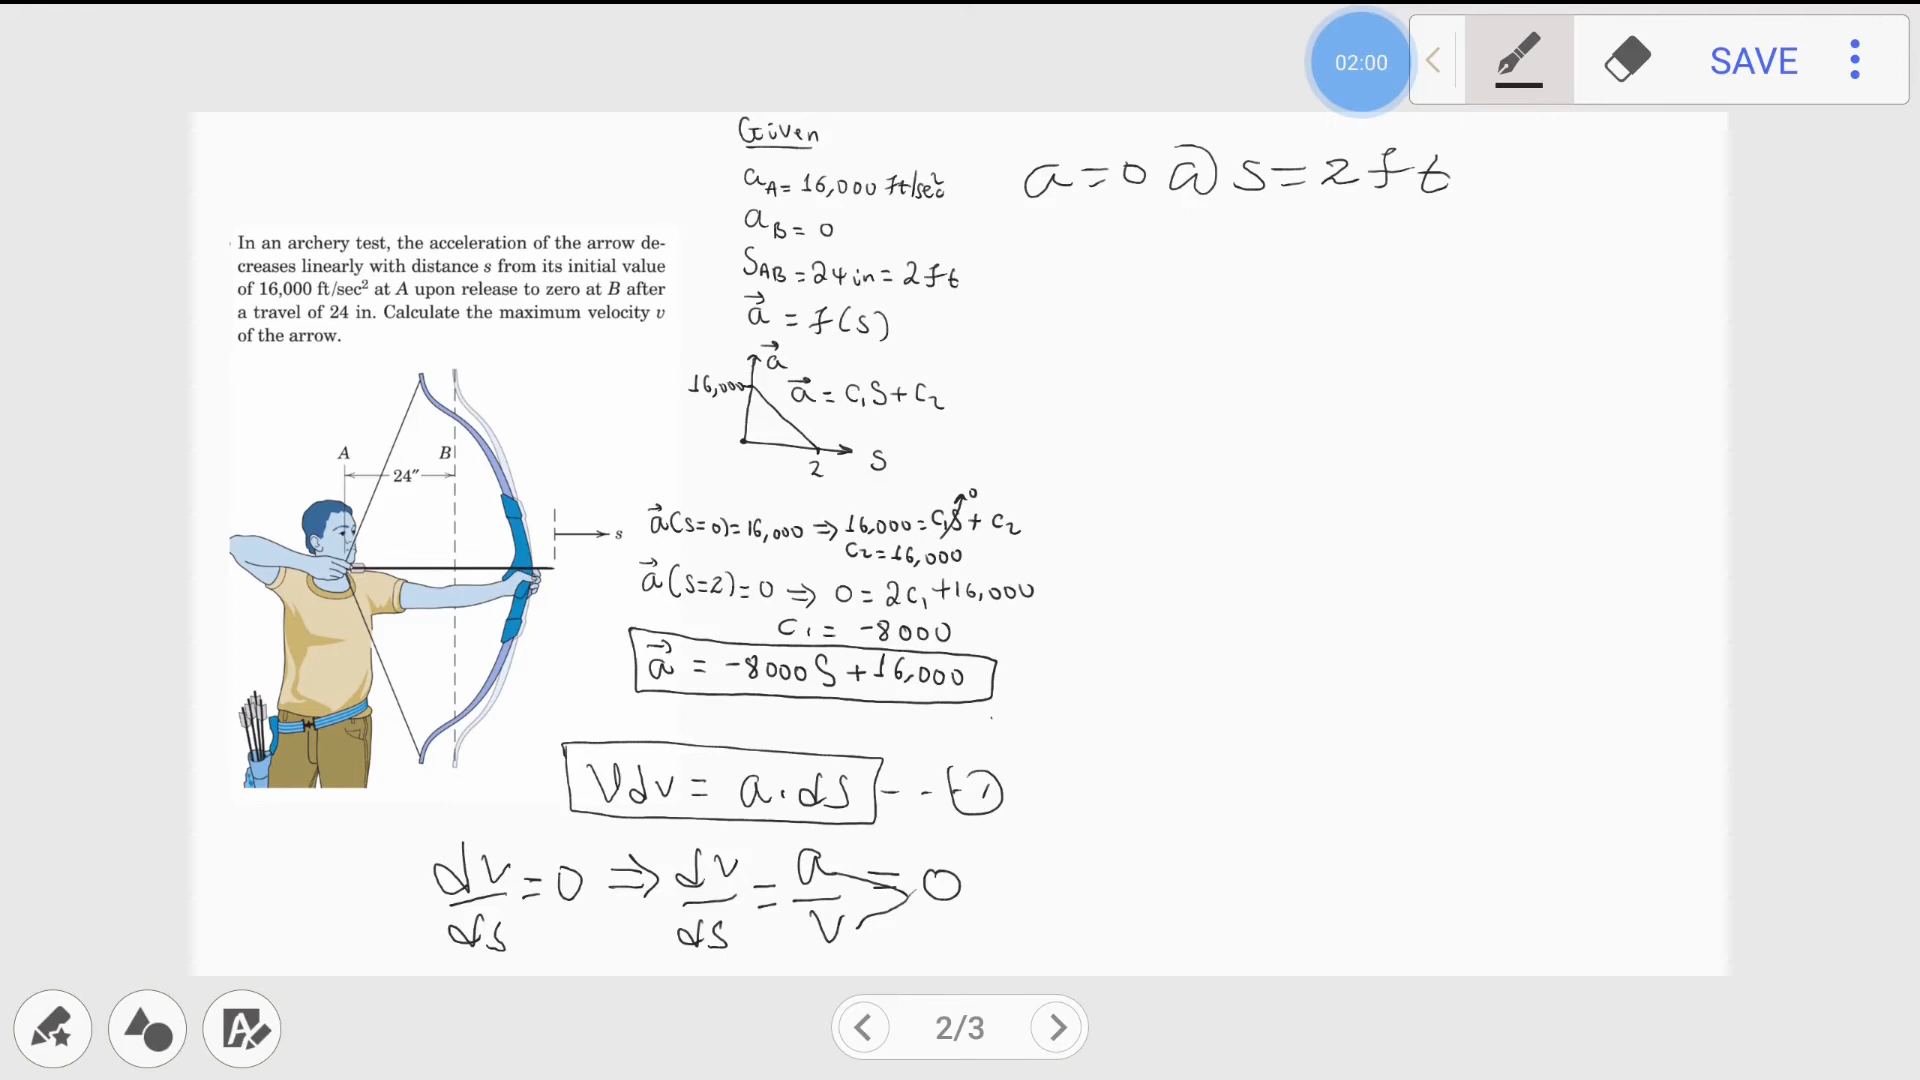 02:00
SAVE
Given
a_A = 16,000 ft/sec²
a_B = 0
S_AB = 24 in = 2 ft
a⃗ = f(s)
a = 0 @ s = 2 ft
In an archery test, the acceleration of the arrow de-
creases linearly with distance s from its initial value
of 16,000 ft/sec² at A upon release to zero at B after
a travel of 24 in. Calculate the maximum velocity v
of the arrow.
A
B
24″
s
a⃗
16,000
a⃗ = C₁S + C₂
2
S
a⃗(s=0) = 16,000 ⇒ 16,000 = C₁S + C₂
0
C₂ = 16,000
a⃗(s=2) = 0 ⇒ 0 = 2C₁ + 16,000
C₁ = -8000
a⃗ = -8000S + 16,000
Vdv = a.ds - - 1
dv/ds = 0 ⇒ dv/ds = a/v = 0
A
2/3